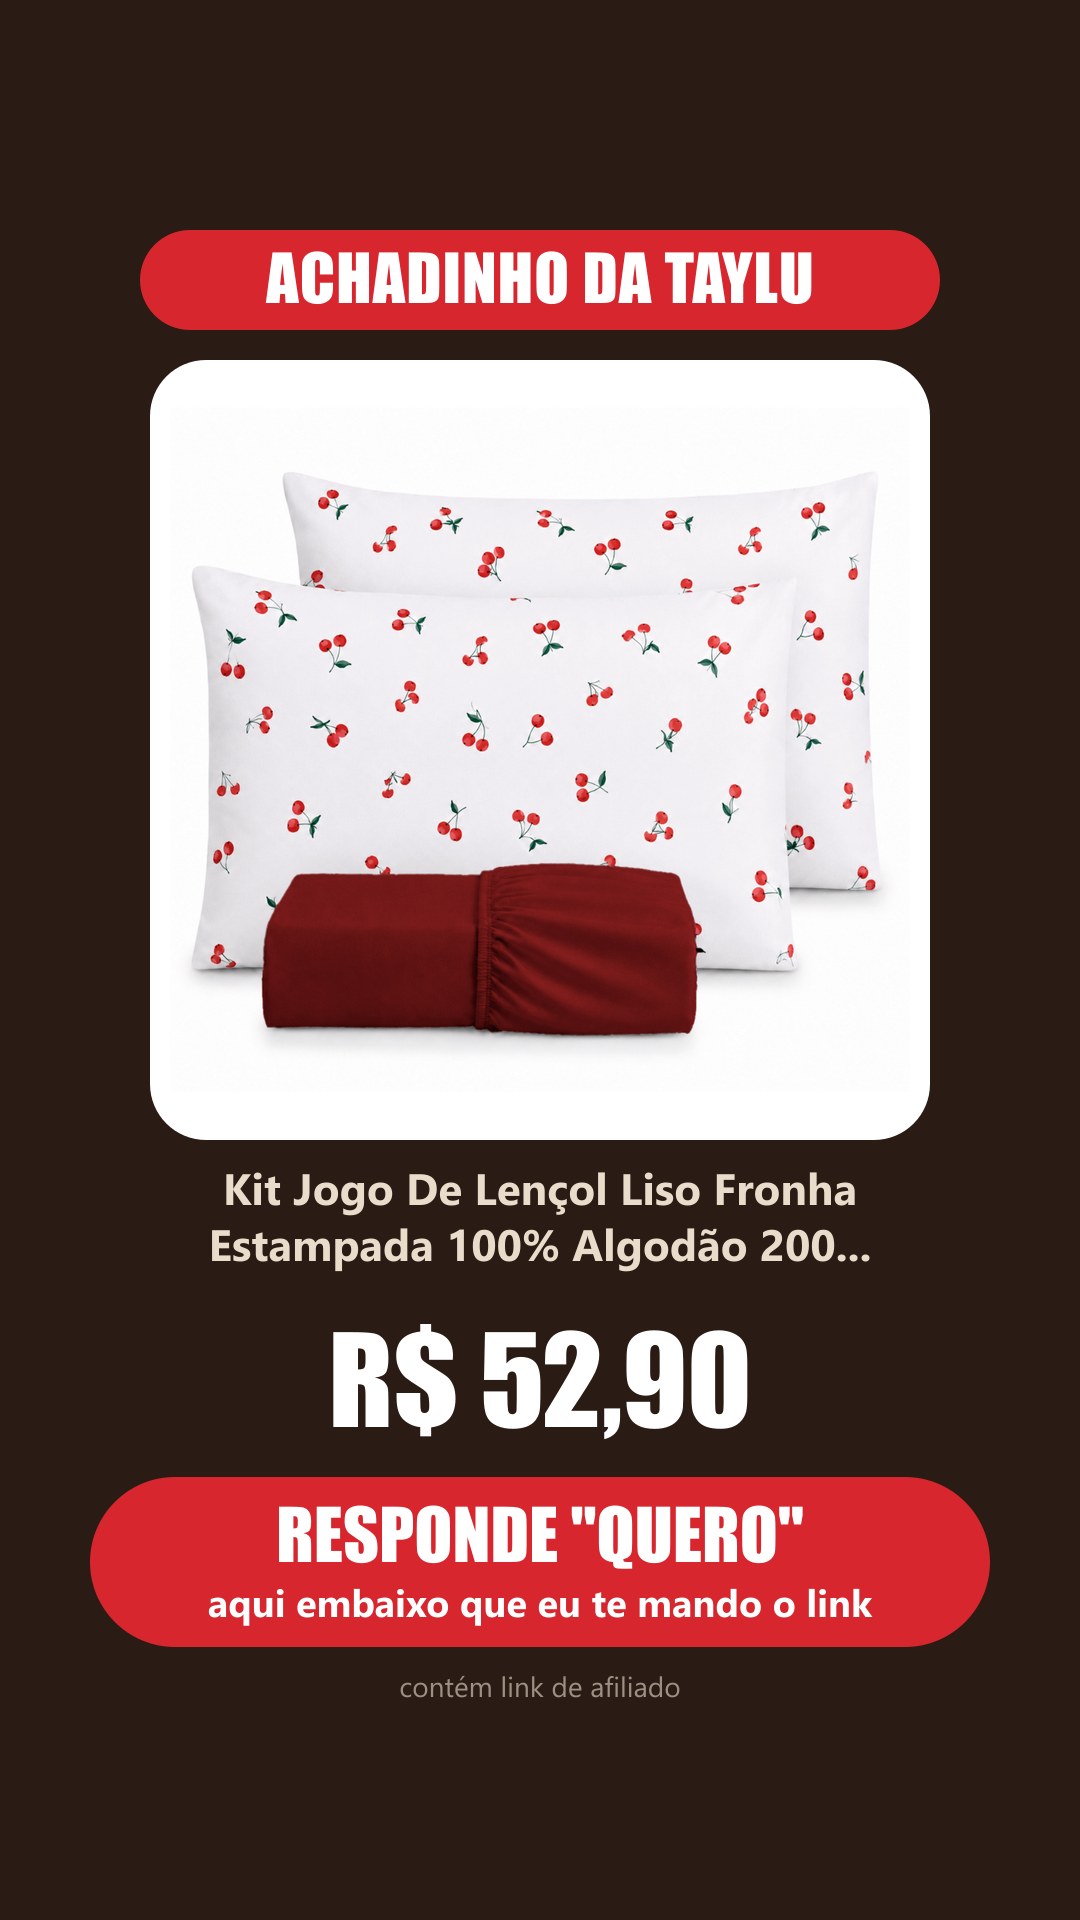 ACHADINHO DA TAYLU
Kit Jogo De Lençol Liso Fronha
Estampada 100% Algodão 200...
R$ 52,90
RESPONDE "QUERO"
aqui embaixo que eu te mando o link
contém link de afiliado